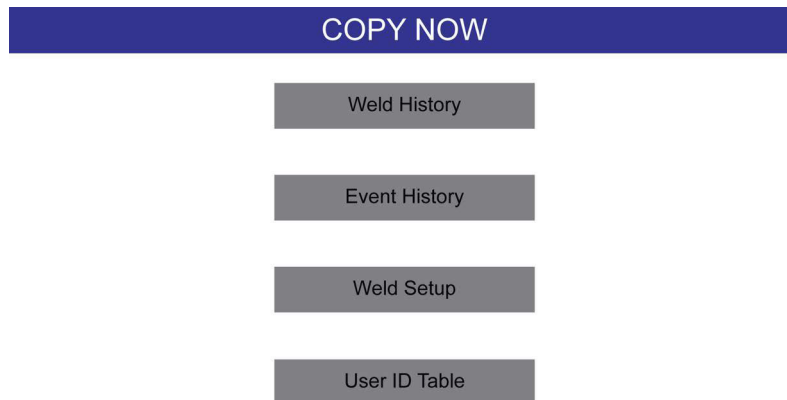 COPY NOW
Weld History
Event History
Weld Setup
User ID Table